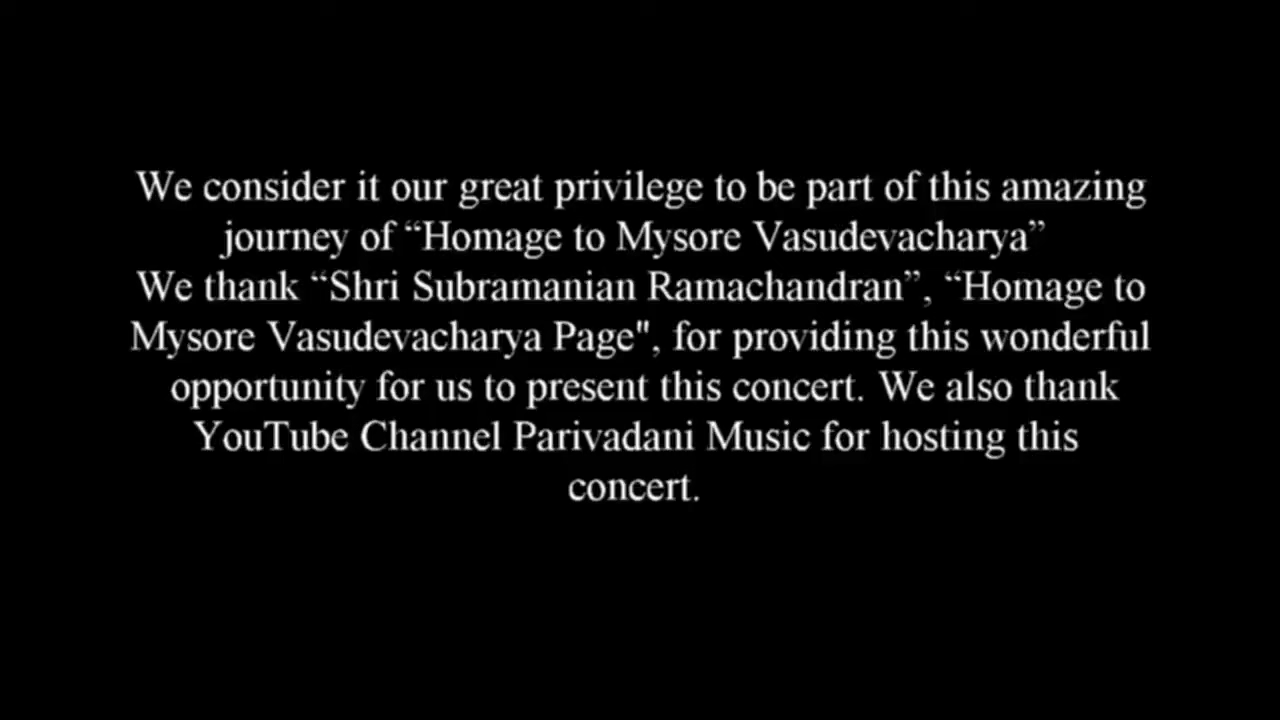 We consider it our great privilege to be part of this amazing
journey of “Homage to Mysore Vasudevacharya”
We thank “Shri Subramanian Ramachandran”, “Homage to
Mysore Vasudevacharya Page", for providing this wonderful
opportunity for us to present this concert. We also thank
YouTube Channel Parivadani Music for hosting this
concert.